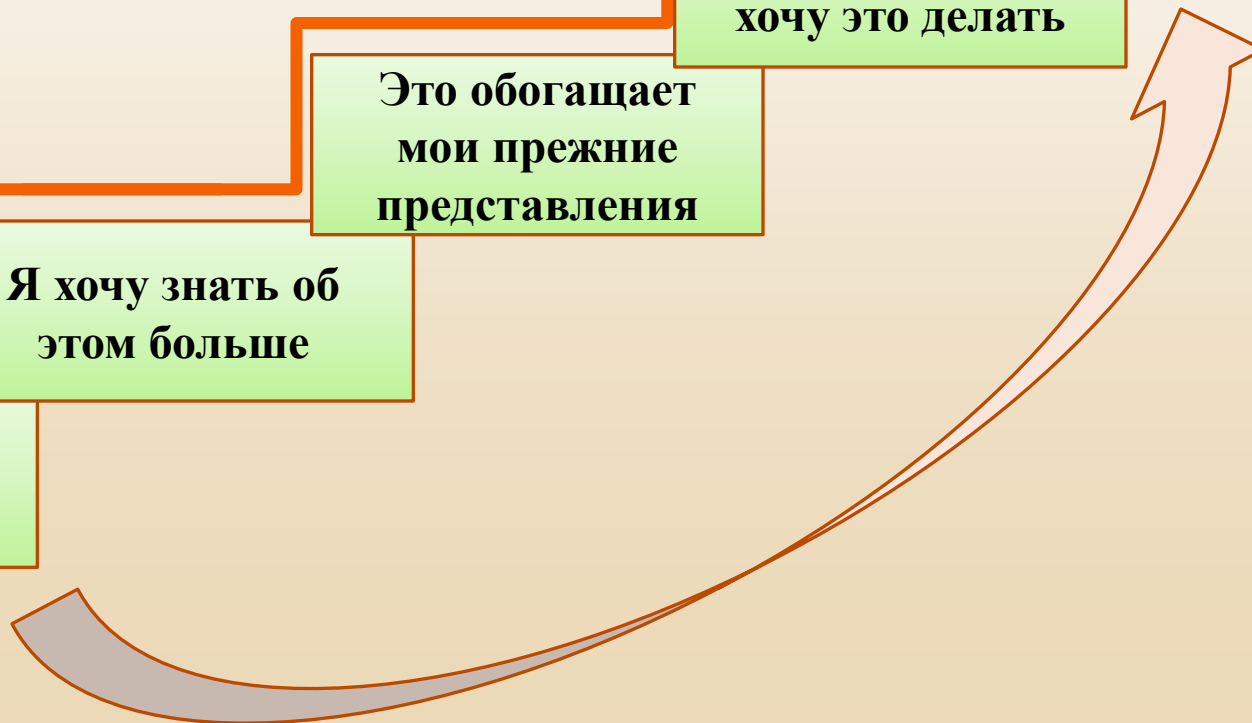 хочу это делать
Это обогащает
мои прежние
представления
Я хочу знать об
этом больше